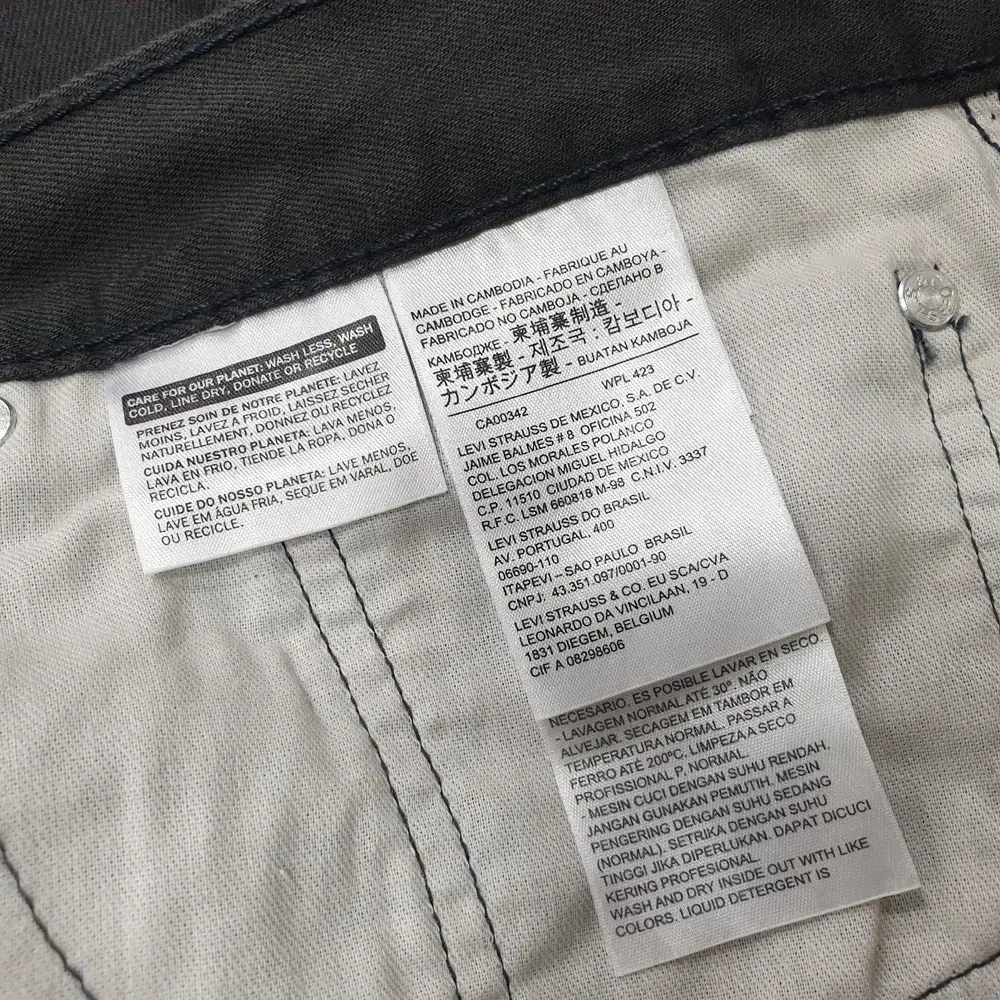 CARE FOR OUR PLANET: WASH LESS, WASH
COLD, LINE DRY, DONATE OR RECYCLE
PRENEZ SOIN DE NOTRE PLANETE: LAVEZ
MOINS, LAVEZ A FROID, LAISSEZ SECHER
NATURELLEMENT, DONNEZ OU RECYCLEZ
CUIDA NUESTRO PLANETA: LAVA MENOS,
LAVA EN FRIO, TIENDE LA ROPA, DONA O
RECICLA.
CUIDE DO NOSSO PLANETA: LAVE MENOS,
LAVE EM ÁGUA FRIA, SEQUE EM VARAL, DOE
OU RECICLE.
MADE IN CAMBODIA - FABRIQUE AU
CAMBODGE - FABRICADO EN CAMBOYA -
FABRICADO NO CAMBOJA - СДЕЛАНО В
КАМБОДЖЕ - 柬埔寨制造 -
柬埔寨製 - 제조국 : 캄보디아 -
カンボジア製 - BUATAN KAMBOJA
CA00342 WPL 423
LEVI STRAUSS DE MEXICO, S.A. DE C.V.
JAIME BALMES # 8 OFICINA 502
COL. LOS MORALES POLANCO
DELEGACION MIGUEL HIDALGO
C.P. 11510 CIUDAD DE MEXICO
R.F.C. LSM 660818 M-98 C.N.I.V. 3337
LEVI STRAUSS DO BRASIL
AV. PORTUGAL, 400
06690-110
ITAPEVI – SAO PAULO BRASIL
CNPJ: 43.351.097/0001-90
LEVI STRAUSS & CO. EU SCA/CVA
LEONARDO DA VINCILAAN, 19 - D
1831 DIEGEM, BELGIUM
CIF A 08298606
NECESARIO, ES POSIBLE LAVAR EN SECO
- LAVAGEM NORMAL ATÉ 30º. NÃO
ALVEJAR. SECAGEM EM TAMBOR EM
TEMPERATURA NORMAL. PASSAR A
FERRO ATÉ 200ºC. LIMPEZA A SECO
PROFISSIONAL P, NORMAL.
- MESIN CUCI DENGAN SUHU RENDAH.
JANGAN GUNAKAN PEMUTIH. MESIN
PENGERING DENGAN SUHU SEDANG
(NORMAL). SETRIKA DENGAN SUHU
TINGGI JIKA DIPERLUKAN. DAPAT DICUCI
KERING PROFESIONAL.
WASH AND DRY INSIDE OUT WITH LIKE
COLORS. LIQUID DETERGENT IS